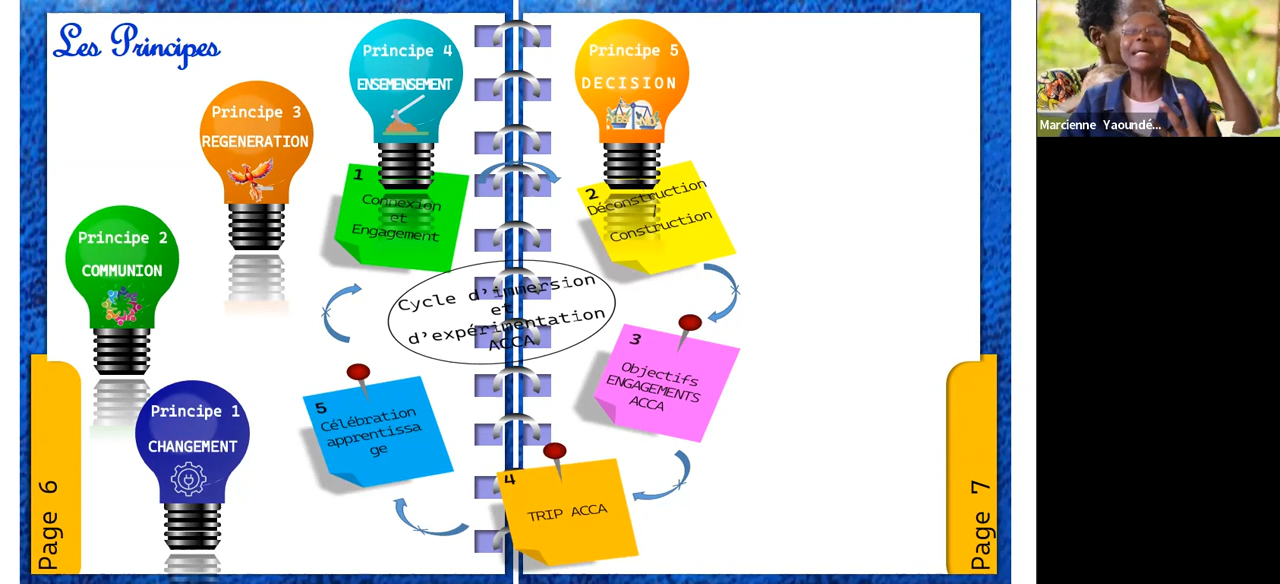 Les Principes
Principe 4
ENSEMENSEMENT
Principe 5
DECISION
YES NO
Principe 3
REGENERATION
Principe 2
COMMUNION
Principe 1
CHANGEMENT
1
Connexion
et
Engagement
2
Déconstruction
/
Construction
Cycle d'immersion
et
d'expérimentation
ACCA
3
Objectifs
ENGAGEMENTS
ACCA
4
TRIP ACCA
5
Célébration
apprentissa
ge
Page 6
Page 7
Marcienne Yaoundé...